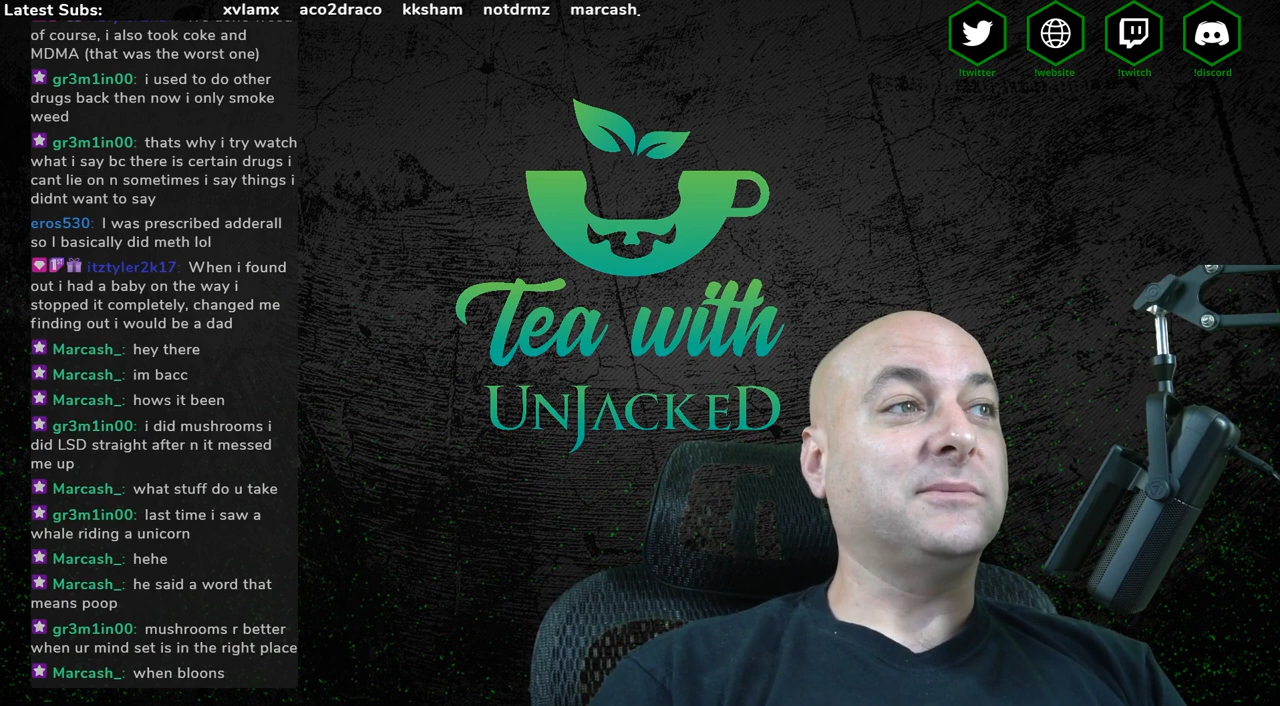 Latest Subs: xvlamx aco2draco kksham notdrmz marcash_
of course, i also took coke and
MDMA (that was the worst one)
gr3m1in00: i used to do other
drugs back then now i only smoke
weed
gr3m1in00: thats why i try watch
what i say bc there is certain drugs i
cant lie on n sometimes i say things i
didnt want to say
eros530: I was prescribed adderall
so I basically did meth lol
itztyler2k17: When i found
out i had a baby on the way i
stopped it completely, changed me
finding out i would be a dad
Marcash_: hey there
Marcash_: im bacc
Marcash_: hows it been
gr3m1in00: i did mushrooms i
did LSD straight after n it messed
me up
Marcash_: what stuff do u take
gr3m1in00: last time i saw a
whale riding a unicorn
Marcash_: hehe
Marcash_: he said a word that
means poop
gr3m1in00: mushrooms r better
when ur mind set is in the right place
Marcash_: when bloons
Tea with
UNJACKED
!twitter !website !twitch !discord